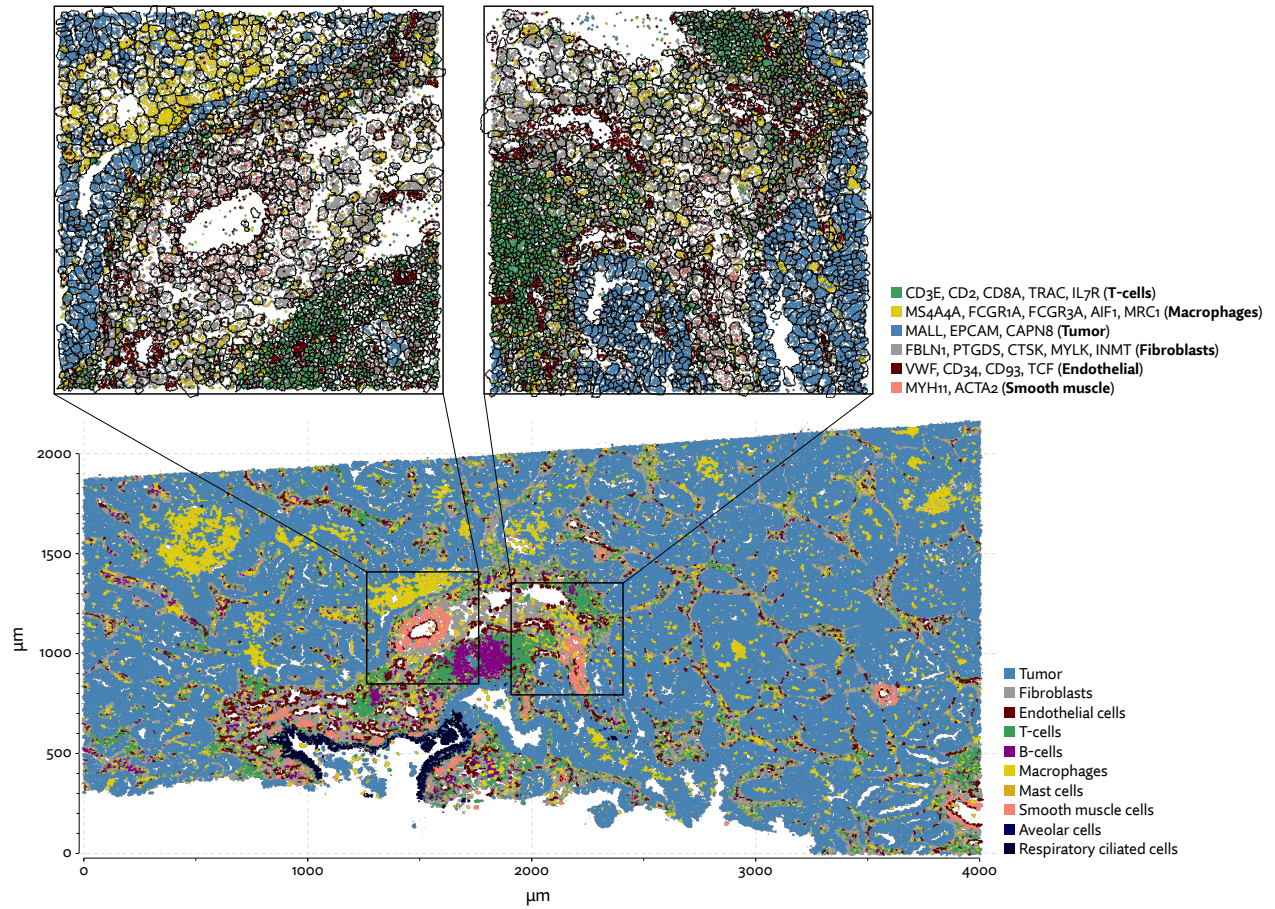 CD3E, CD2, CD8A, TRAC, IL7R (T-cells)
MS4A4A, FCGR1A, FCGR3A, AIF1, MRC1 (Macrophages)
MALL, EPCAM, CAPN8 (Tumor)
FBLN1, PTGDS, CTSK, MYLK, INMT (Fibroblasts)
VWF, CD34, CD93, TCF (Endothelial)
MYH11, ACTA2 (Smooth muscle)
2000
1500
1000
500
0
µm
0
1000
2000
3000
4000
µm
Tumor
Fibroblasts
Endothelial cells
T-cells
B-cells
Macrophages
Mast cells
Smooth muscle cells
Aveolar cells
Respiratory ciliated cells